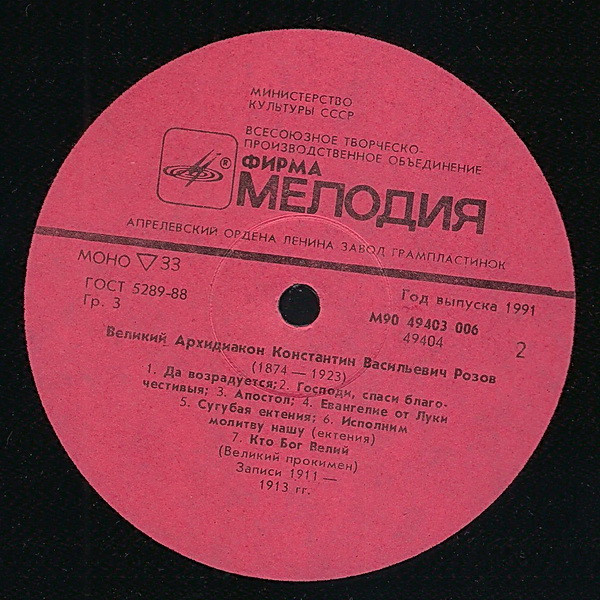 МИНИСТЕРСТВО
КУЛЬТУРЫ СССР
ВСЕСОЮЗНОЕ ТВОРЧЕСКО-
ПРОИЗВОДСТВЕННОЕ ОБЪЕДИНЕНИЕ
®
ФИРМА
МЕЛОДИЯ
АПРЕЛЕВСКИЙ ОРДЕНА ЛЕНИНА ЗАВОД ГРАМПЛАСТИНОК
МОНО ▽ 33
ГОСТ 5289-88
Гр. 3
Год выпуска 1991
М90 49403 006
49404
2
Великий Архидиакон Константин Васильевич Розов
(1874 — 1923)
1. Да возрадуется; 2. Господи, спаси благо-
честивыя; 3. Апостол; 4. Евангелие от Луки
5. Сугубая ектения; 6. Исполним
молитву нашу (ектения)
7. Кто Бог Велий
(Великий прокимен)
Записи 1911 —
1913 гг.